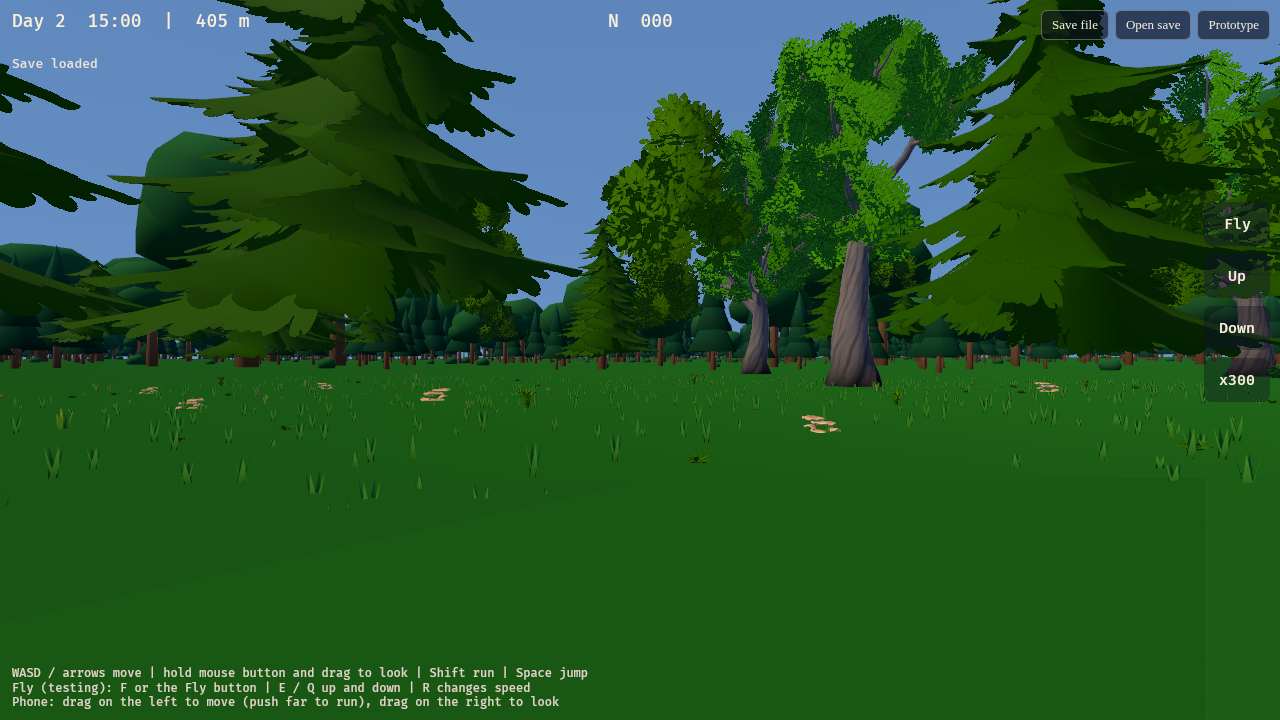 Day 2  15:00  |  405 m
N  000
Save file
Open save
Prototype
Save loaded
Fly
Up
Down
x300
WASD / arrows move | hold mouse button and drag to look | Shift run | Space jump
Fly (testing): F or the Fly button | E / Q up and down | R changes speed
Phone: drag on the left to move (push far to run), drag on the right to look